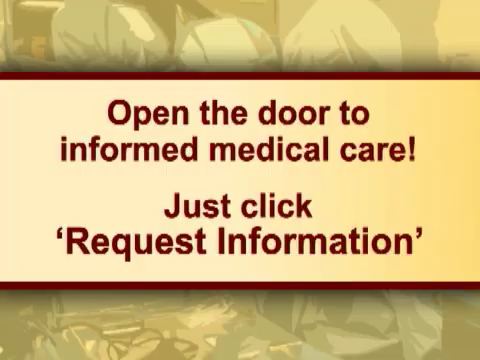 Open the door to
informed medical care!
Just click
‘Request Information’